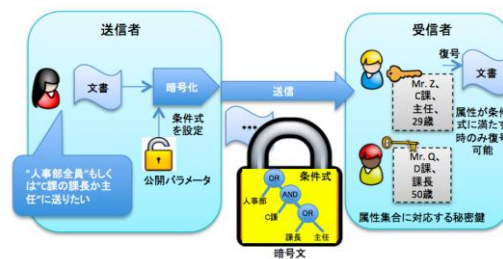 送信者
文書
暗号化
条件式
を設定
公開パラメータ
"人事部全員"もしく
は"C課の課長か主
任"に送りたい
送信
***
条件式
OR
人事部
AND
C課
OR
課長
主任
暗号文
受信者
復号
文書
Mr. Z、
C課、
主任、
29歳
属性が条件
式に満たす
時のみ復号
可能
Mr. Q、
D課、
課長
50歳
属性集合に対応する秘密鍵